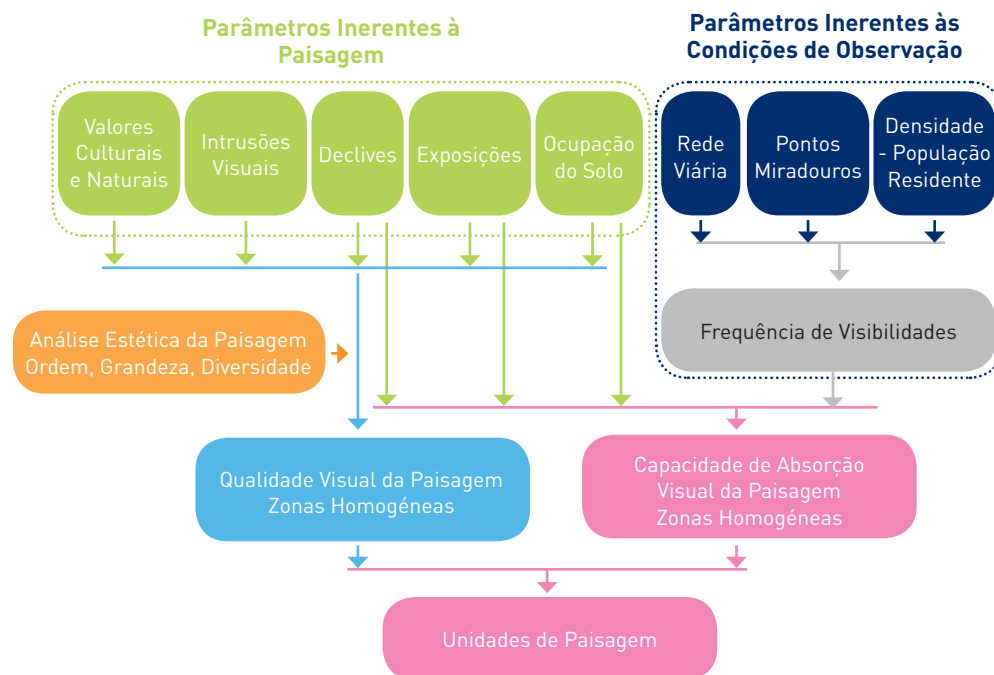 Parâmetros Inerentes à
Paisagem
Parâmetros Inerentes às
Condições de Observação
Valores
Culturais
e Naturais
Intrusões
Visuais
Declives
Exposições
Ocupação
do Solo
Rede
Viária
Pontos
Miradouros
Densidade
- População
Residente
Análise Estética da Paisagem
Ordem, Grandeza, Diversidade
Frequência de Visibilidades
Qualidade Visual da Paisagem
Zonas Homogéneas
Capacidade de Absorção
Visual da Paisagem
Zonas Homogéneas
Unidades de Paisagem